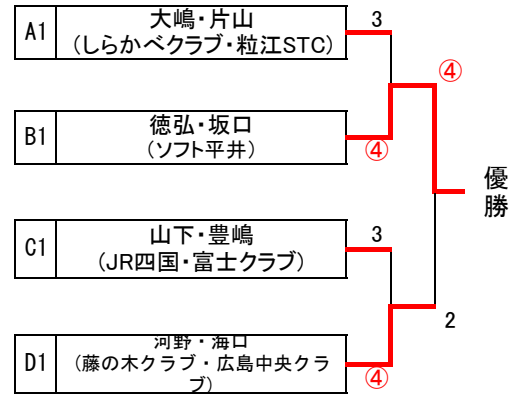 A1
大嶋・片山
(しらかべクラブ・粒江STC)
3
④
B1
徳弘・坂口
(ソフト平井)
④
優勝
C1
山下・豊嶋
(JR四国・富士クラブ)
3
2
D1
河野・海口
(藤の木クラブ・広島中央クラ
ブ)
④